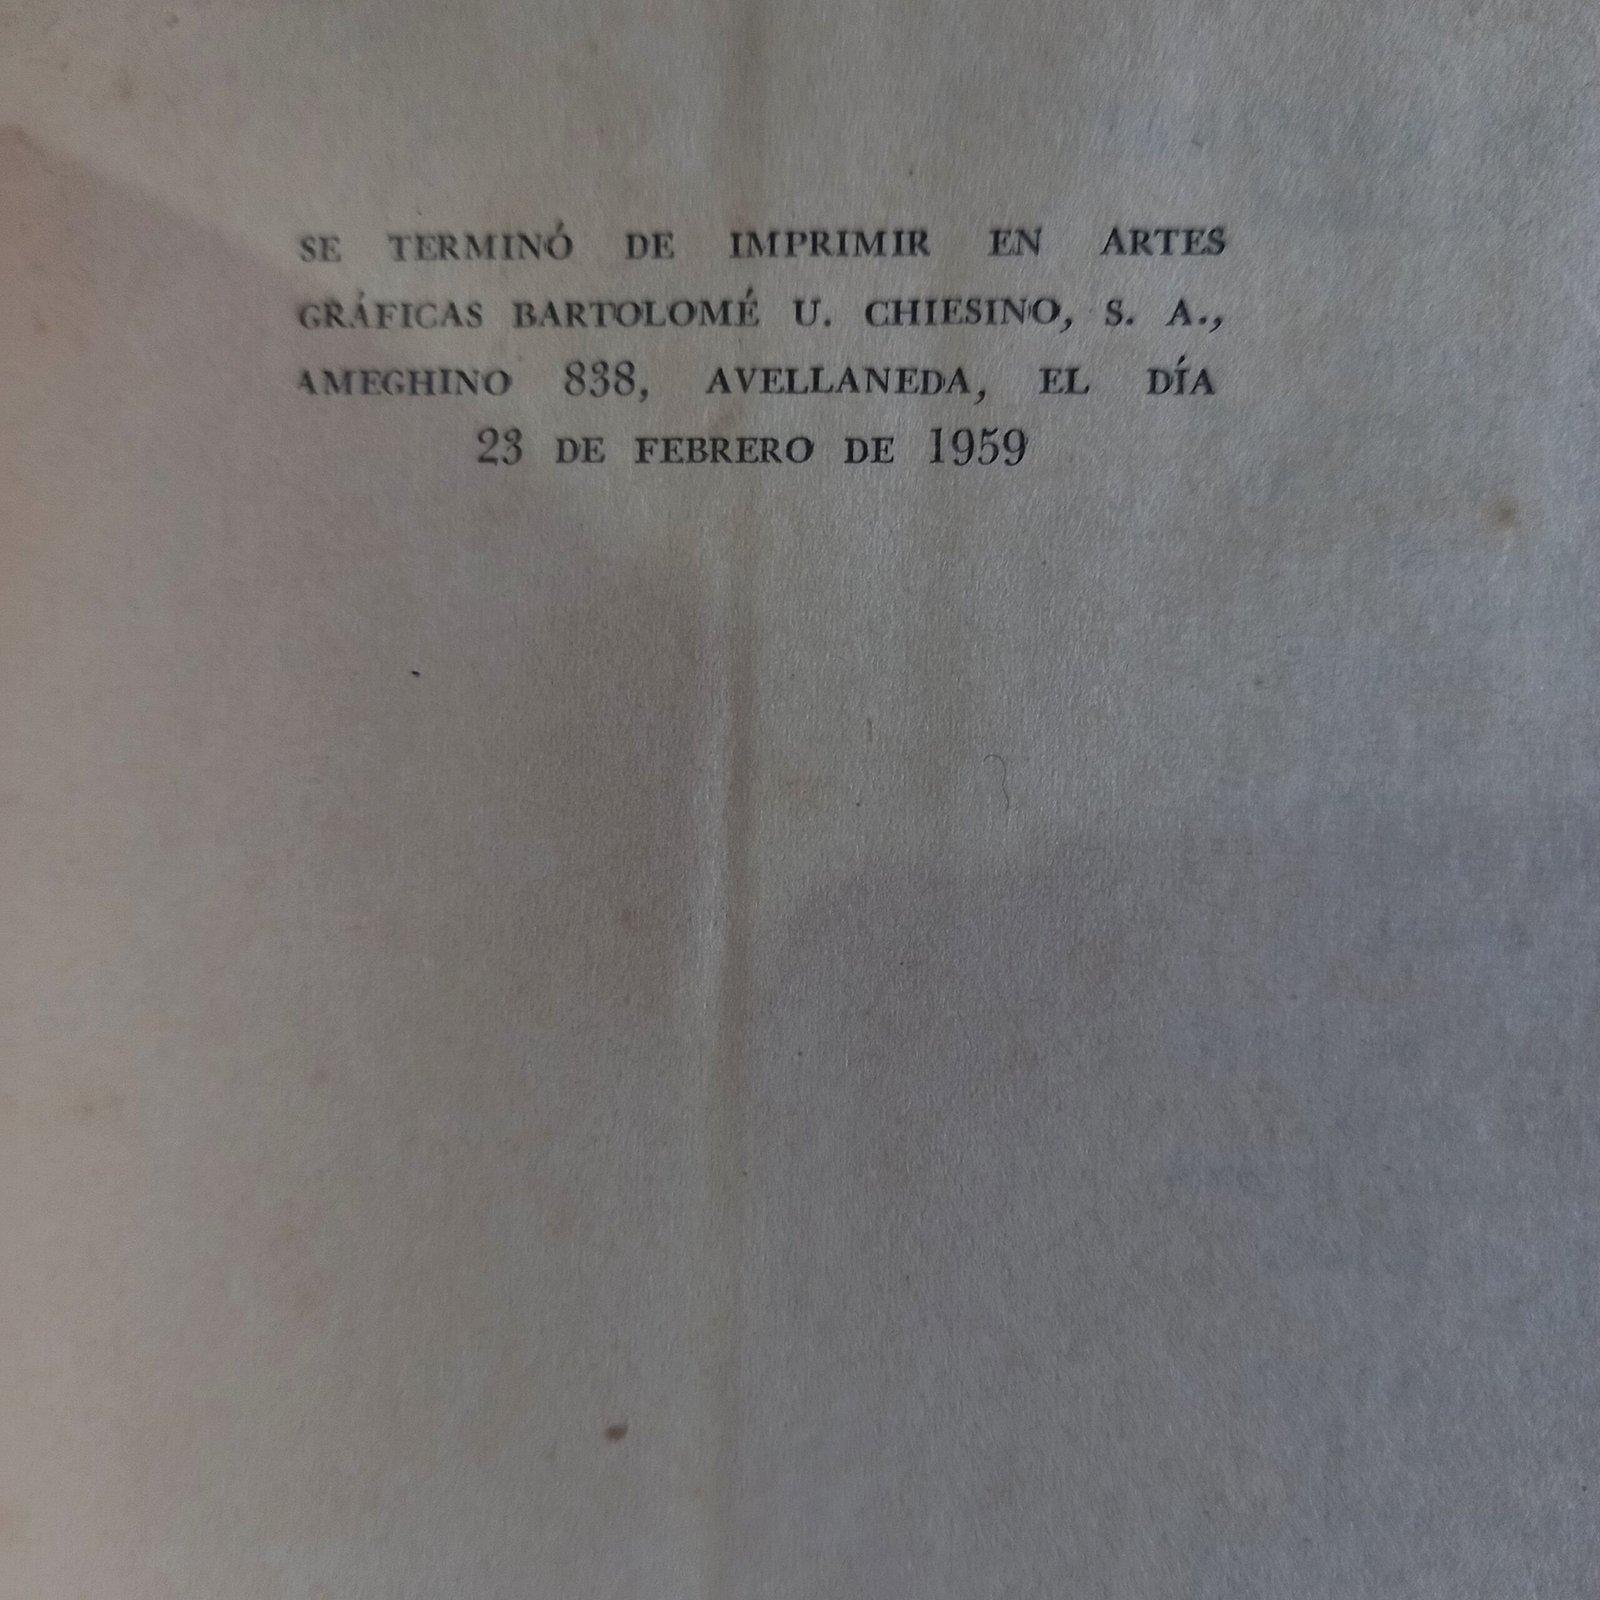 SE TERMINÓ DE IMPRIMIR EN ARTES
GRÁFICAS BARTOLOMÉ U. CHIESINO, S. A.,
AMEGHINO 838, AVELLANEDA, EL DÍA
23 DE FEBRERO DE 1959